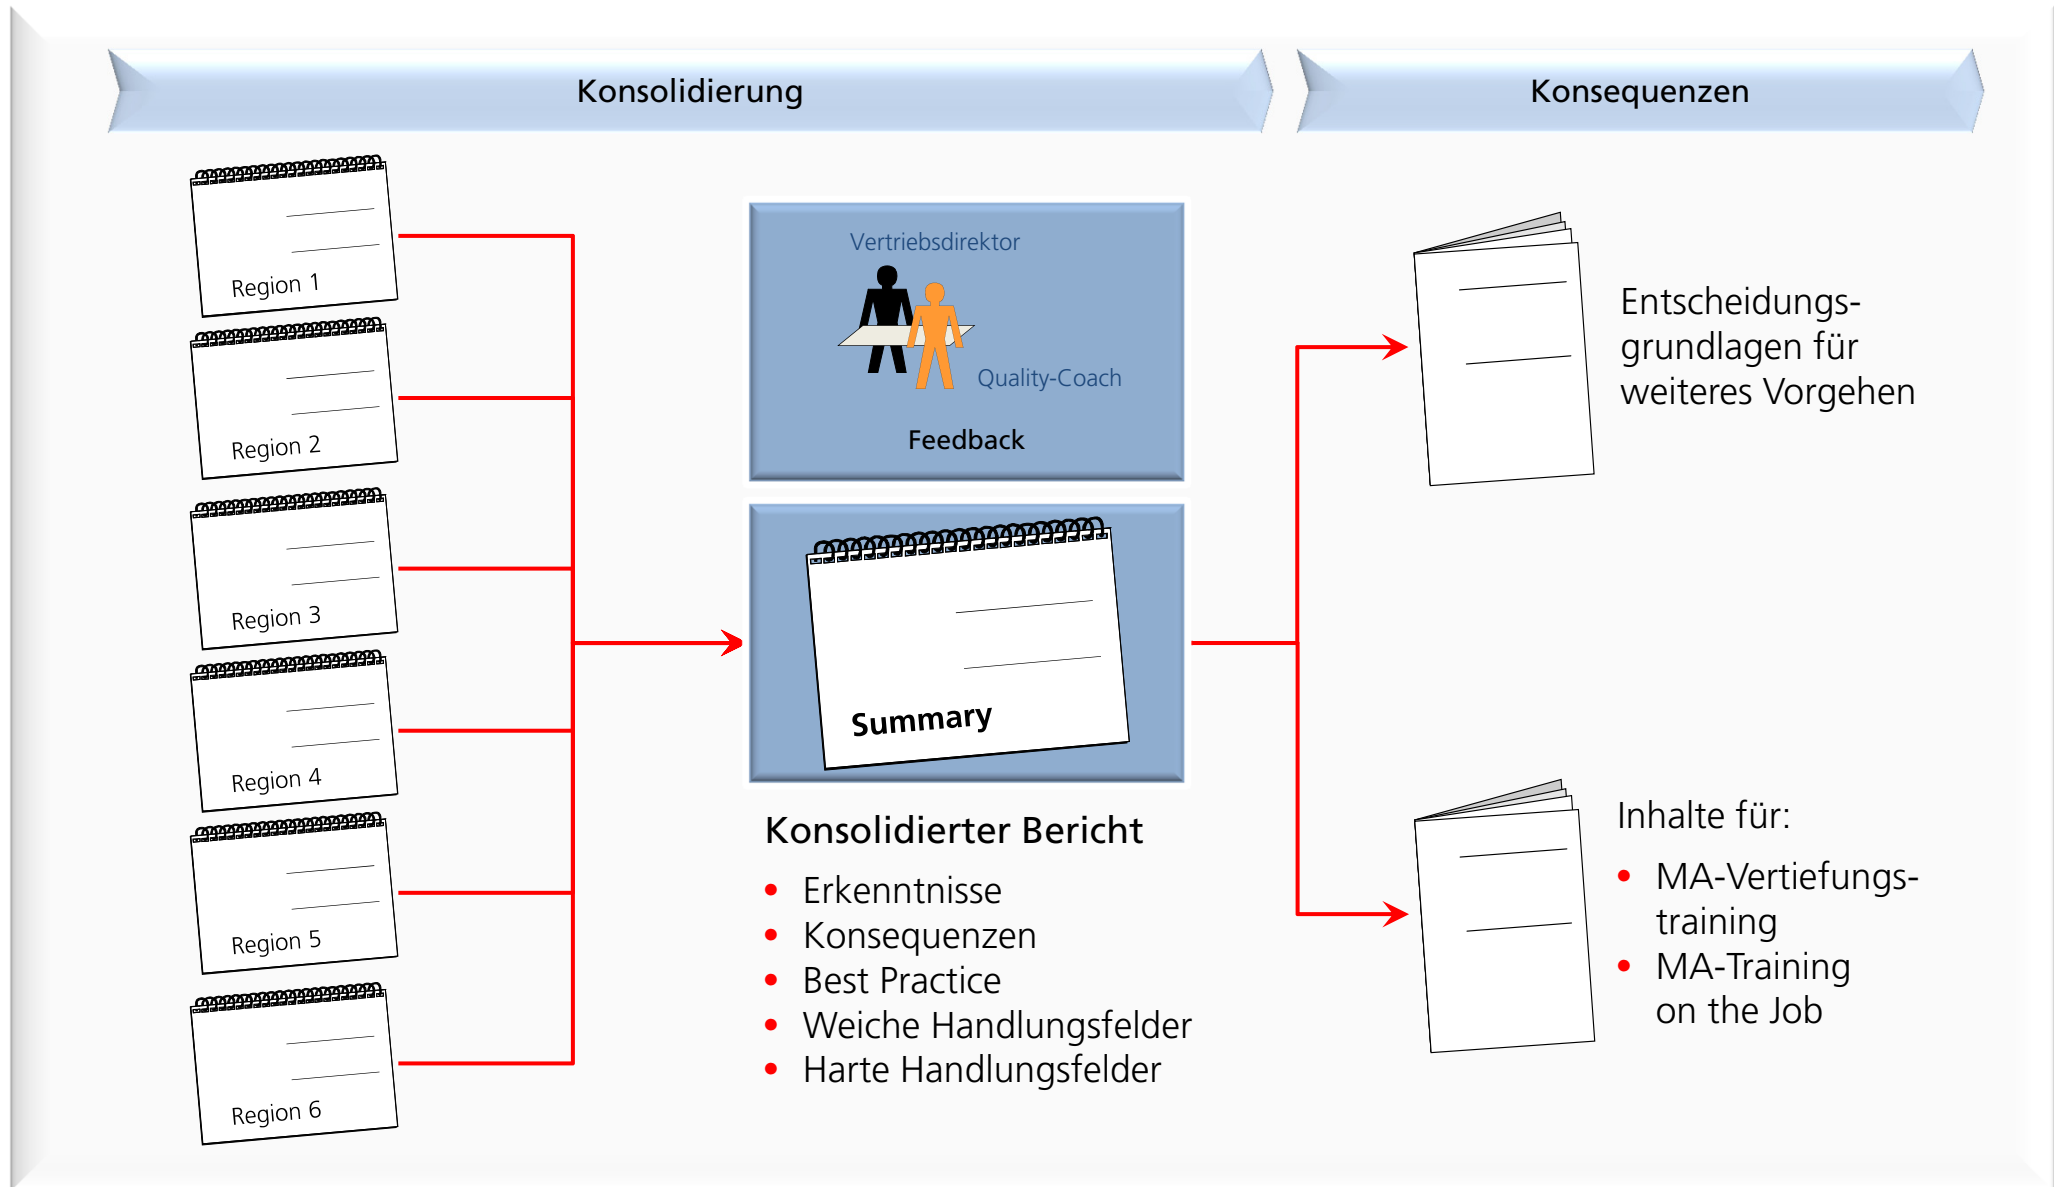 Konsolidierung
Konsequenzen
Region 1
Region 2
Region 3
Region 4
Region 5
Region 6
Vertriebsdirektor
Quality-Coach
Feedback
Summary
Konsolidierter Bericht
• Erkenntnisse
• Konsequenzen
• Best Practice
• Weiche Handlungsfelder
• Harte Handlungsfelder
Entscheidungs-
grundlagen für
weiteres Vorgehen
Inhalte für:
• MA-Vertiefungs-
training
• MA-Training
on the Job